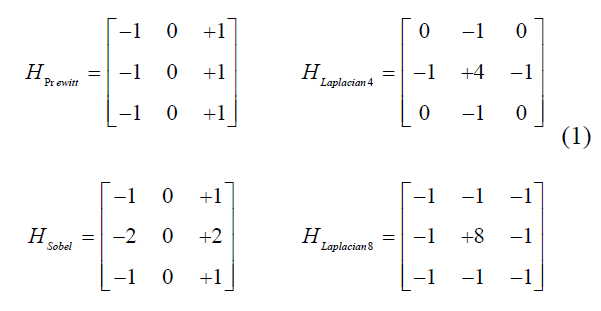 H_Prewitt = [−1 0 +1; −1 0 +1; −1 0 +1]
H_Laplacian4 = [0 −1 0; −1 +4 −1; 0 −1 0]
(1)
H_Sobel = [−1 0 +1; −2 0 +2; −1 0 +1]
H_Laplacian8 = [−1 −1 −1; −1 +8 −1; −1 −1 −1]